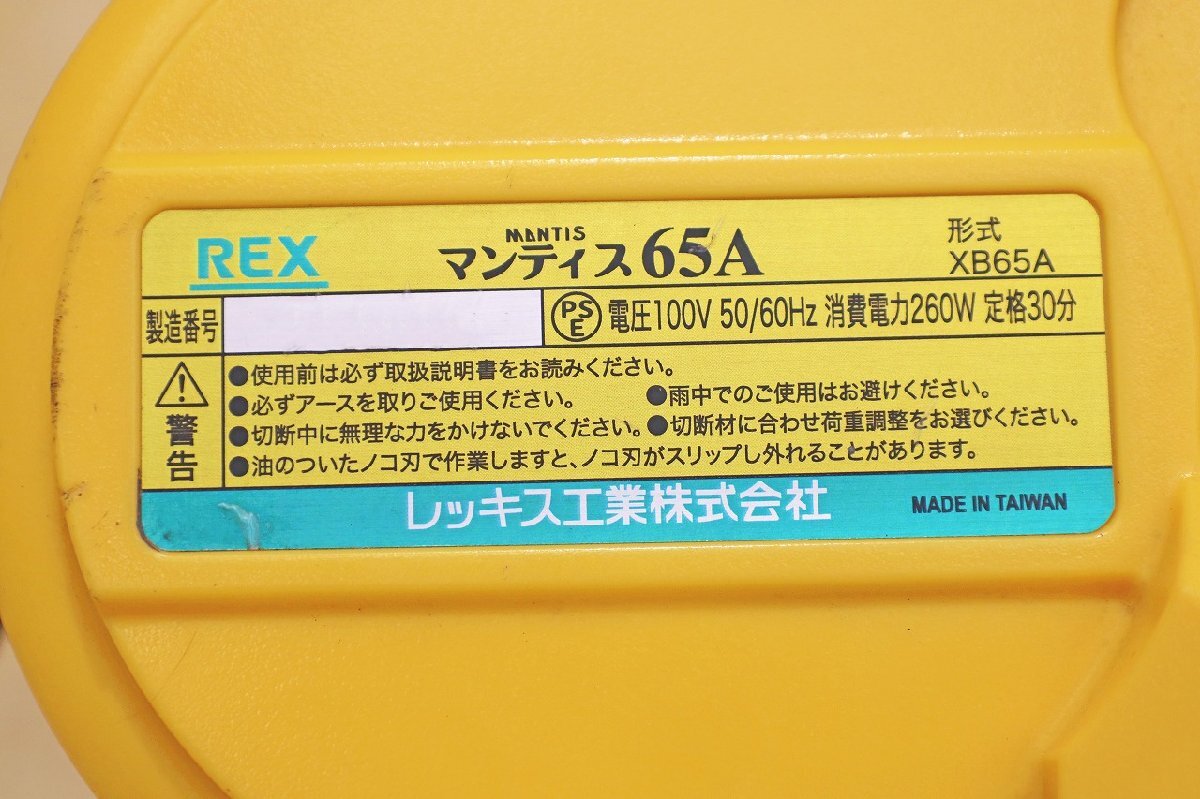 REX
MANTIS
マンティス65A
形式
XB65A
製造番号
PSE 電圧100V 50/60Hz 消費電力260W 定格30分
警告
●使用前は必ず取扱説明書をお読みください。
●必ずアースを取りご使用ください。 ●雨中でのご使用はお避けください。
●切断中に無理な力をかけないでください。 ●切断材に合わせ荷重調整をお選びください。
●油のついたノコ刃で作業しますと、ノコ刃がスリップし外れることがあります。
レッキス工業株式会社 MADE IN TAIWAN